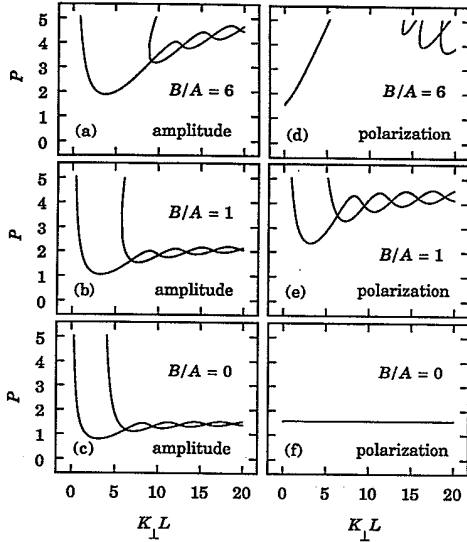 5
4
3
2
1
0
P
B/A = 6
(a)
amplitude
B/A = 6
(d)
polarization
5
4
3
2
1
0
P
B/A = 1
(b)
amplitude
B/A = 1
(e)
polarization
5
4
3
2
1
0
P
B/A = 0
(c)
amplitude
B/A = 0
(f)
polarization
0 5 10 15 20
0 5 10 15 20
K⊥L
K⊥L